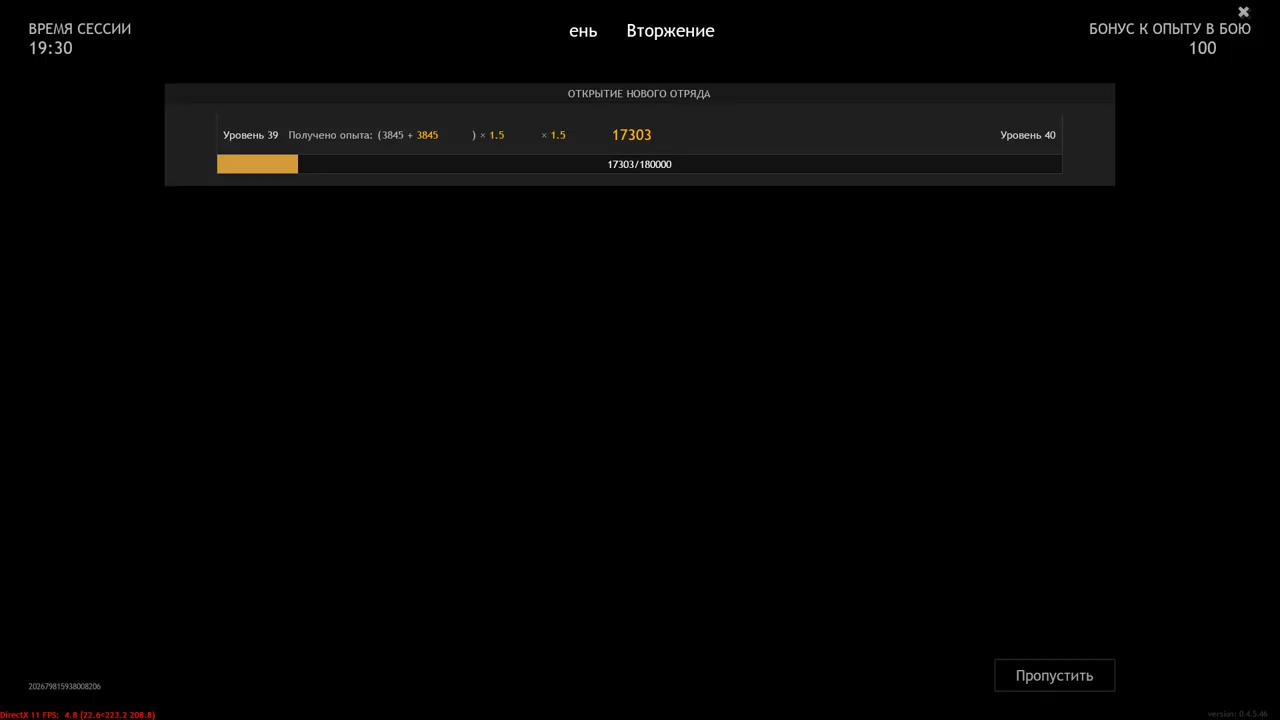 ВРЕМЯ СЕССИИ
19:30
ень Вторжение
БОНУС К ОПЫТУ В БОЮ
100
ОТКРЫТИЕ НОВОГО ОТРЯДА
Уровень 39 Получено опыта: (3845 + 3845 ) × 1.5 × 1.5 17303 Уровень 40
17303/180000
Пропустить
202679815938008206
DirectX 11 FPS: 4.8 (22.6<223.2 208.8)
version: 0.4.5.46